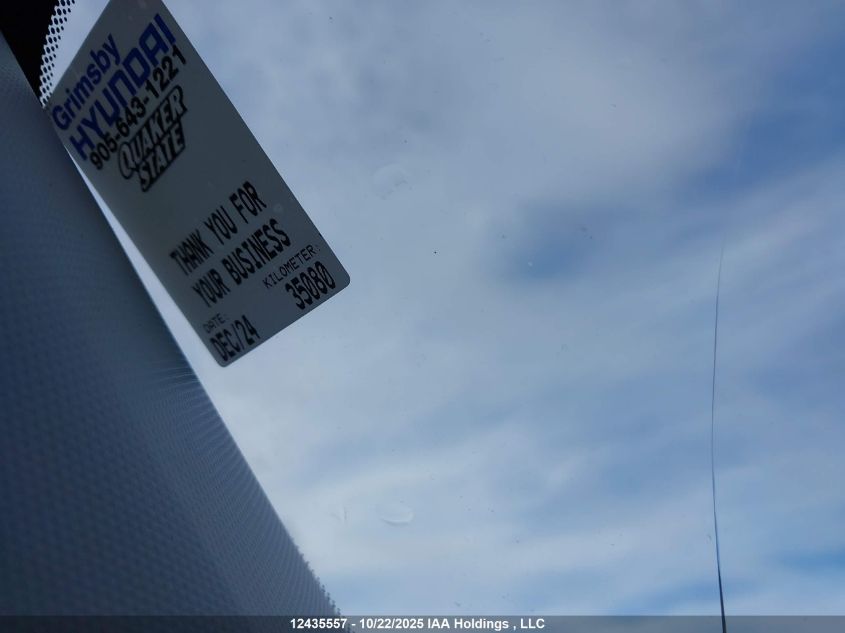 Grimsby
HYUNDAI
905-643-1221
QUAKER
STATE
THANK YOU FOR
YOUR BUSINESS
DATE: KILOMETER:
DEC/24 35080
12435557 - 10/22/2025 IAA Holdings , LLC